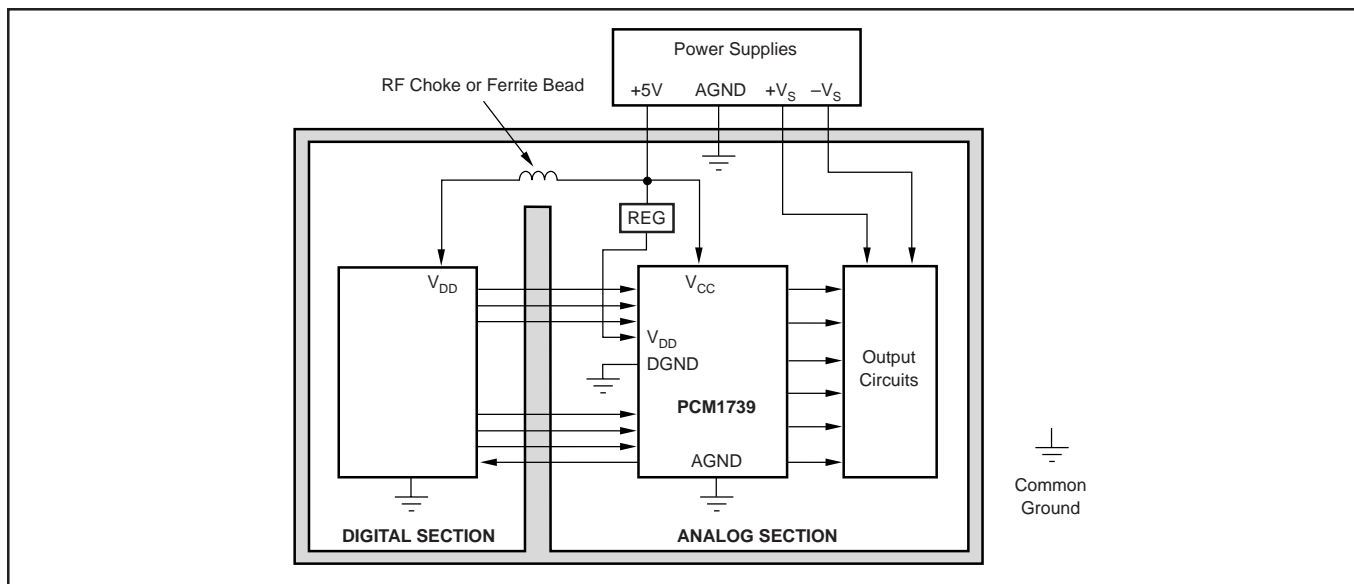 Power Supplies
RF Choke or Ferrite Bead
+5V AGND +VS –VS
REG
VDD
VCC
VDD
DGND
Output
Circuits
PCM1739
AGND
Common
Ground
DIGITAL SECTION
ANALOG SECTION